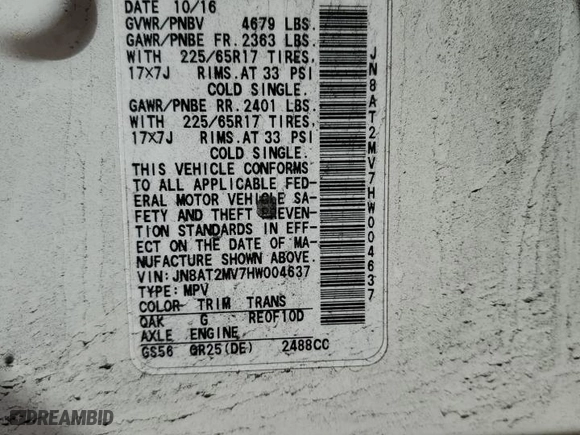 DATE 10/16
GVWR/PNBV 4679 LBS.
GAWR/PNBE FR. 2363 LBS.
WITH 225/65R17 TIRES,
17X7J RIMS.AT 33 PSI
COLD SINGLE.
GAWR/PNBE RR. 2401 LBS.
WITH 225/65R17 TIRES,
17X7J RIMS.AT 33 PSI
COLD SINGLE.
THIS VEHICLE CONFORMS
TO ALL APPLICABLE FED-
ERAL MOTOR VEHICLE SA-
FETY AND THEFT PREVEN-
TION STANDARDS IN EFF-
ECT ON THE DATE OF MA-
NUFACTURE SHOWN ABOVE.
VIN: JN8AT2MV7HW004637
TYPE: MPV
COLOR TRIM TRANS
QAK G RE0F10D
AXLE ENGINE
GS56 QR25(DE) 2488CC
JN8AT2MV7HW004637
DREAMBID